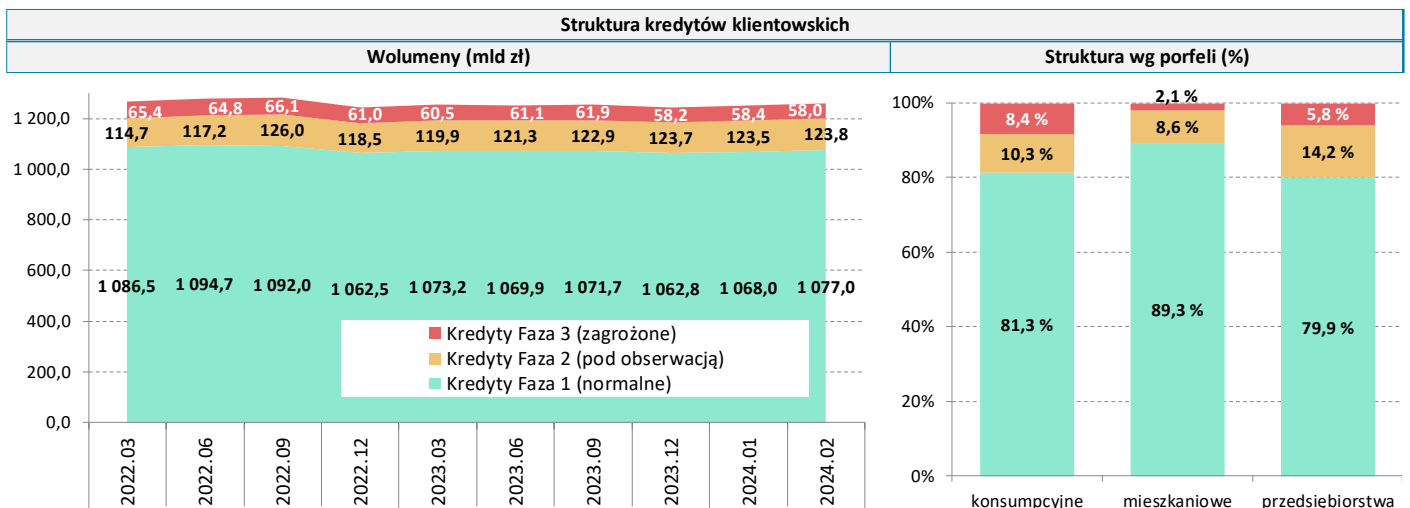 Struktura kredytów klientowskich
Wolumeny (mld zł)
Struktura wg porfeli (%)
1 200,0
1 000,0
800,0
600,0
400,0
200,0
0,0
65,4 64,8 66,1 61,0 60,5 61,1 61,9 58,2 58,4 58,0
114,7 117,2 126,0 118,5 119,9 121,3 122,9 123,7 123,5 123,8
1 086,5 1 094,7 1 092,0 1 062,5 1 073,2 1 069,9 1 071,7 1 062,8 1 068,0 1 077,0
Kredyty Faza 3 (zagrożone)
Kredyty Faza 2 (pod obserwacją)
Kredyty Faza 1 (normalne)
2022.03 2022.06 2022.09 2022.12 2023.03 2023.06 2023.09 2023.12 2024.01 2024.02
100%
80%
60%
40%
20%
0%
8,4 % 2,1 % 5,8 %
10,3 % 8,6 % 14,2 %
81,3 % 89,3 % 79,9 %
konsumpcyjne mieszkaniowe przedsiębiorstwa